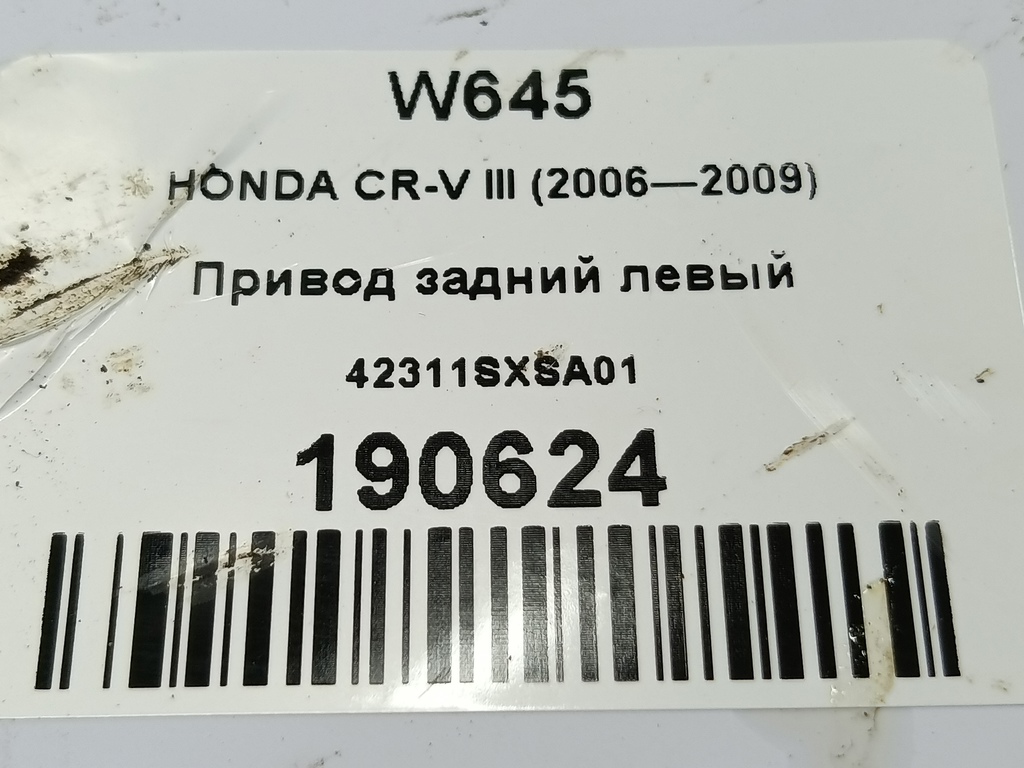 W645
HONDA CR-V III (2006—2009)
Привод задний левый
42311SXSA01
190624